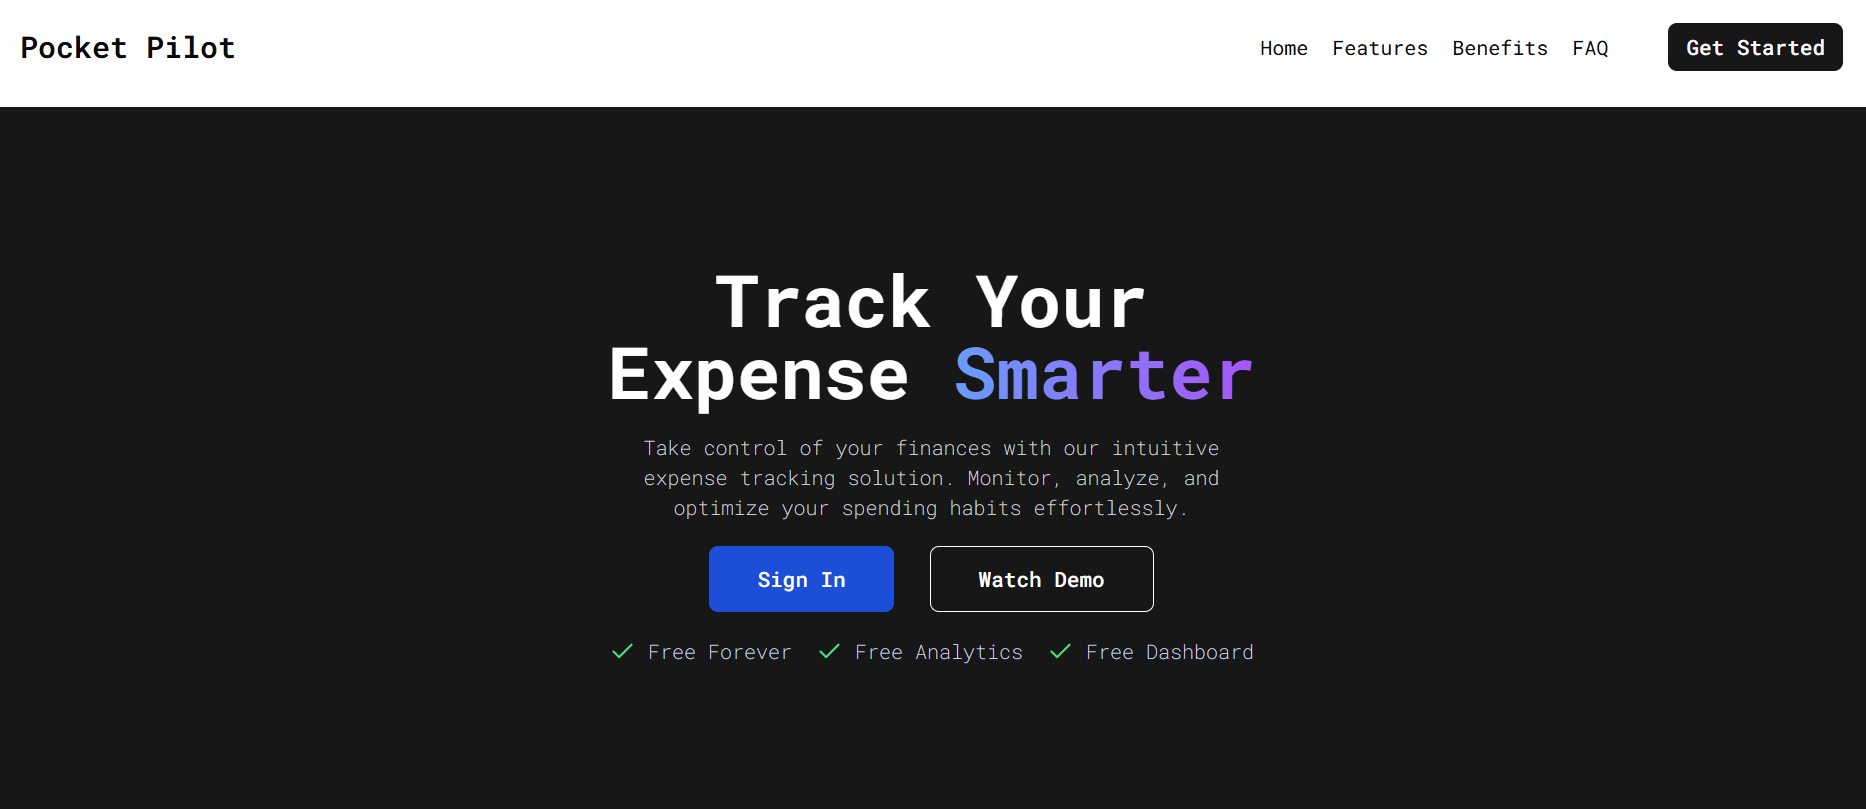 Pocket Pilot
Home Features Benefits FAQ Get Started
Track Your
Expense Smarter
Take control of your finances with our intuitive
expense tracking solution. Monitor, analyze, and
optimize your spending habits effortlessly.
Sign In Watch Demo
Free Forever Free Analytics Free Dashboard